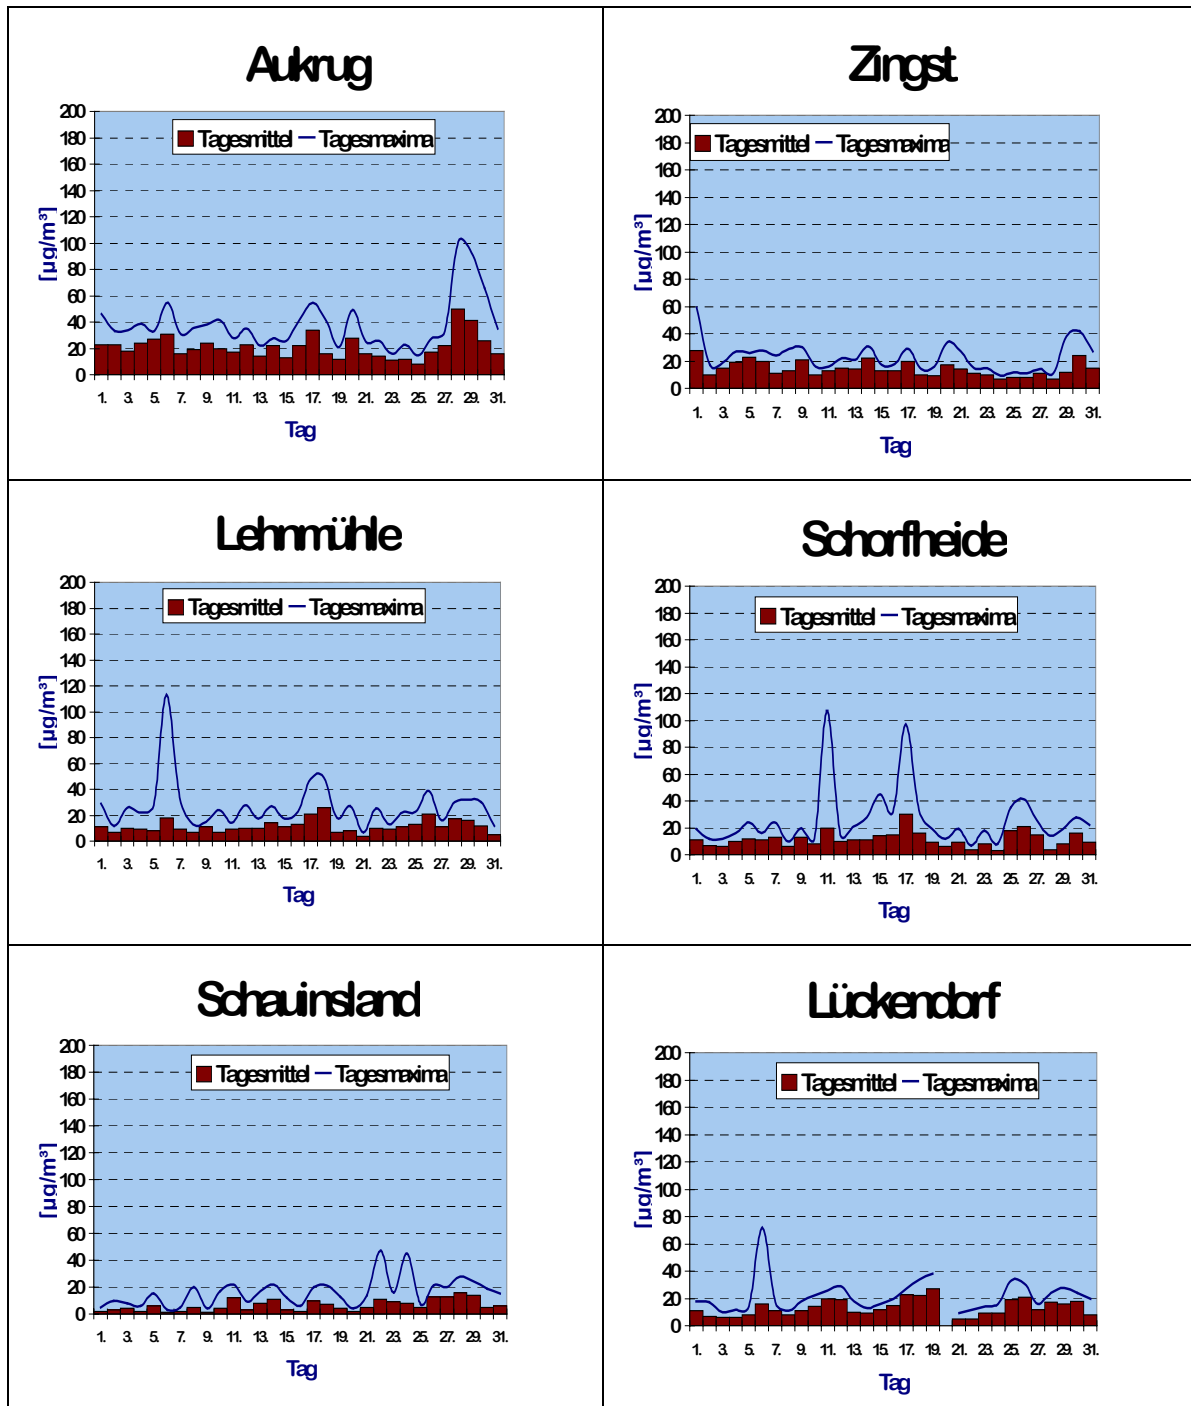 Aukrug
200
180
160
140
120
100
80
60
40
20
0
[µg/m³]
Tagesmittel Tagesmaxima
1. 3. 5. 7. 9. 11. 13. 15. 17. 19. 21. 23. 25. 27. 29. 31.
Tag
Zingst
200
180
160
140
120
100
80
60
40
20
0
[µg/m³]
Tagesmittel Tagesmaxima
1. 3. 5. 7. 9. 11. 13. 15. 17. 19. 21. 23. 25. 27. 29. 31.
Tag
Lehnmühle
200
180
160
140
120
100
80
60
40
20
0
[µg/m³]
Tagesmittel Tagesmaxima
1. 3. 5. 7. 9. 11. 13. 15. 17. 19. 21. 23. 25. 27. 29. 31.
Tag
Schorfheide
200
180
160
140
120
100
80
60
40
20
0
[µg/m³]
Tagesmittel Tagesmaxima
1. 3. 5. 7. 9. 11. 13. 15. 17. 19. 21. 23. 25. 27. 29. 31.
Tag
Schauinsland
200
180
160
140
120
100
80
60
40
20
0
[µg/m³]
Tagesmittel Tagesmaxima
1. 3. 5. 7. 9. 11. 13. 15. 17. 19. 21. 23. 25. 27. 29. 31.
Tag
Lückendorf
200
180
160
140
120
100
80
60
40
20
0
[µg/m³]
Tagesmittel Tagesmaxima
1. 3. 5. 7. 9. 11. 13. 15. 17. 19. 21. 23. 25. 27. 29. 31.
Tag